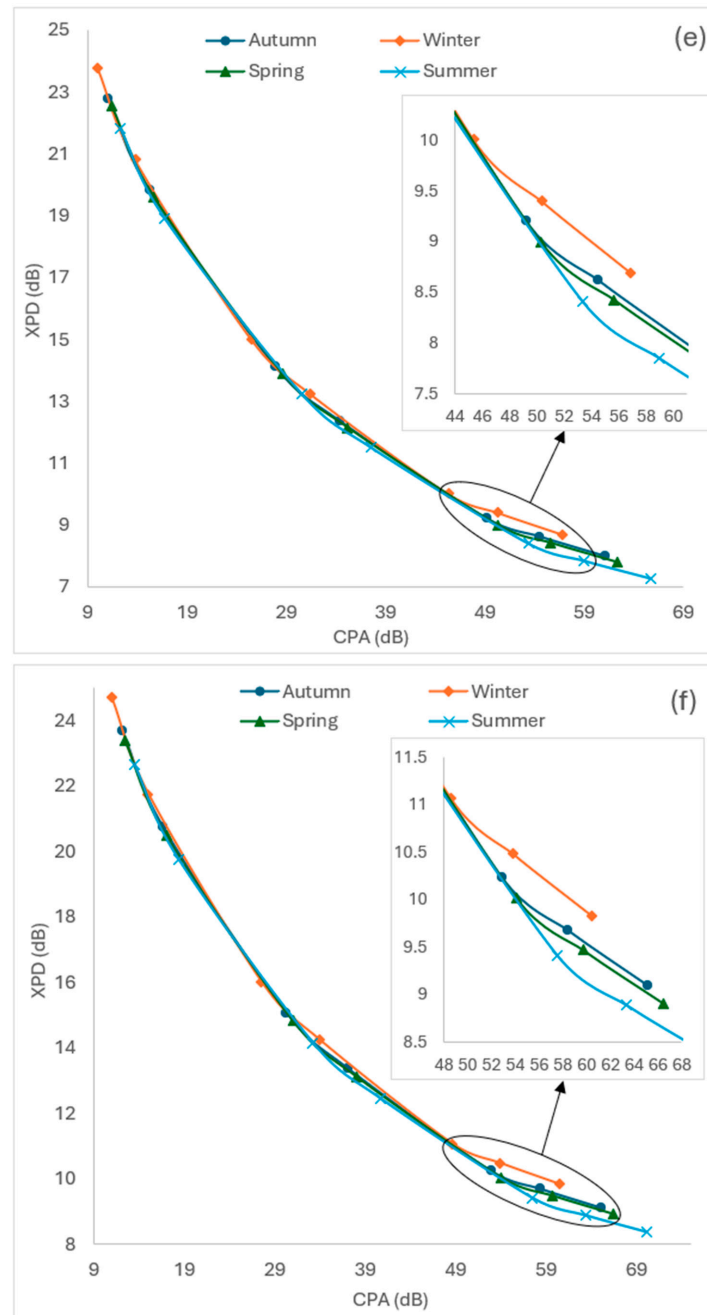 25
Autumn Winter (e)
23 Spring Summer
21
19
17
15
13
11
9
7
XPD (dB)
10
9.5
9
8.5
8
7.5
44 46 48 50 52 54 56 58 60
9 19 29 39 49 59 69
CPA (dB)
Autumn Winter (f)
Spring Summer
24
22
20
18
16
14
12
10
8
XPD (dB)
11.5
11
10.5
10
9.5
9
8.5
48 50 52 54 56 58 60 62 64 66 68
9 19 29 39 49 59 69
CPA (dB)